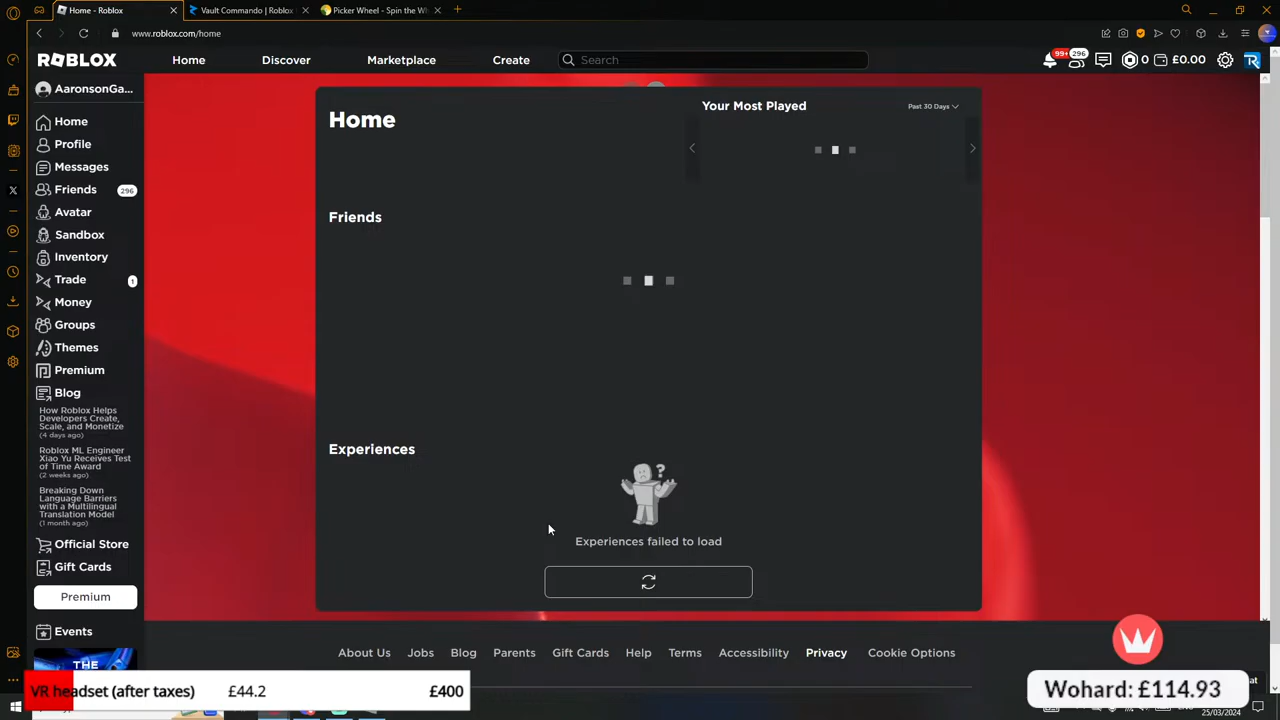 Home - Roblox
Vault Commando | Roblox
Picker Wheel - Spin the W
www.roblox.com/home
ROBLOX
Home
Discover
Marketplace
Create
Search
99+
296
0
£0.00
AaronsonGa...
Home
Profile
Messages
Friends
296
Avatar
Sandbox
Inventory
Trade
1
Money
Groups
Themes
Premium
Blog
How Roblox Helps
Developers Create,
Scale, and Monetize
(4 days ago)
Roblox ML Engineer
Xiao Yu Receives Test
of Time Award
(2 weeks ago)
Breaking Down
Language Barriers
with a Multilingual
Translation Model
(1 month ago)
Official Store
Gift Cards
Premium
Events
THE
Home
Your Most Played
Past 30 Days
Friends
Experiences
?
Experiences failed to load
About Us
Jobs
Blog
Parents
Gift Cards
Help
Terms
Accessibility
Privacy
Cookie Options
VR headset (after taxes)
£44.2
£400
Wohard: £114.93
25/03/2024